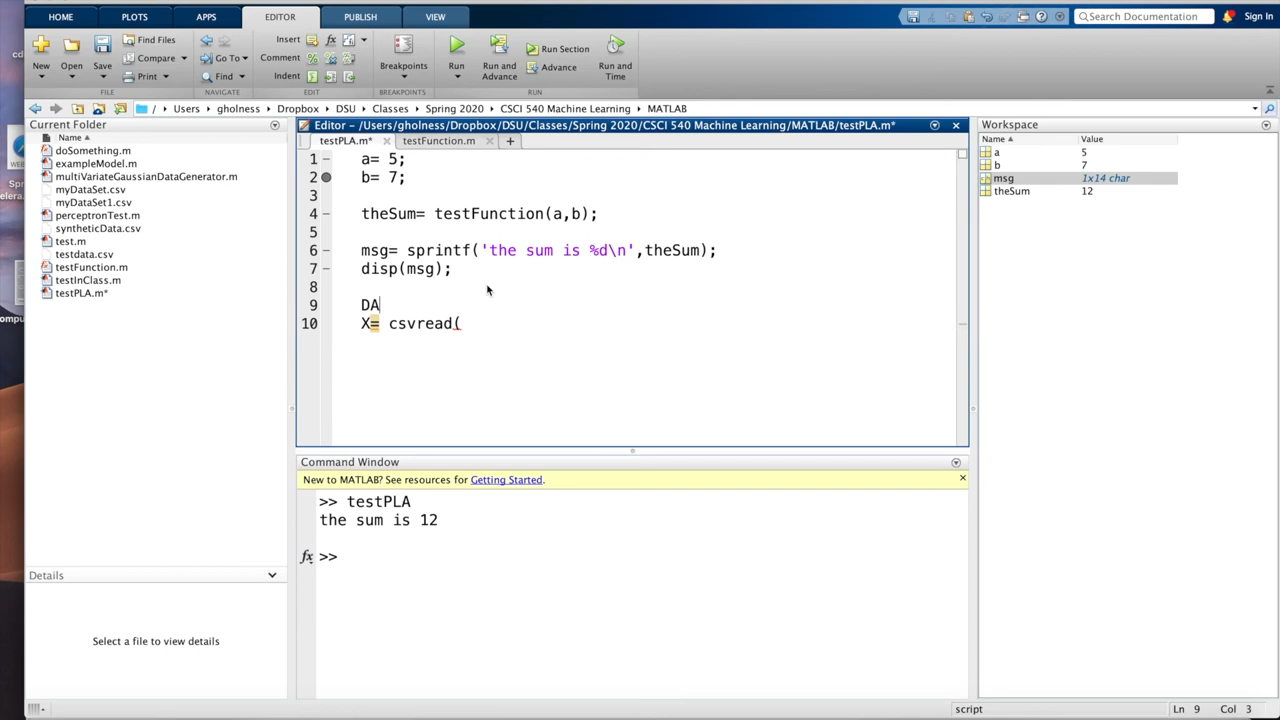 HOME PLOTS APPS EDITOR PUBLISH VIEW Search Documentation Sign In
Find Files Insert fx
Compare Go To Comment Run Section
New Open Save Print Find Indent Breakpoints Run Run and Advance Advance Run and Time
FILE NAVIGATE EDIT BREAKPOINTS RUN
/ Users gholness Dropbox DSU Classes Spring 2020 CSCI 540 Machine Learning MATLAB
Current Folder
Name
doSomething.m
exampleModel.m
multiVariateGaussianDataGenerator.m
myDataSet.csv
myDataSet1.csv
perceptronTest.m
syntheticData.csv
test.m
testdata.csv
testFunction.m
testInClass.m
testPLA.m*
Details
Select a file to view details
Editor – /Users/gholness/Dropbox/DSU/Classes/Spring 2020/CSCI 540 Machine Learning/MATLAB/testPLA.m*
testPLA.m* testFunction.m
1 a= 5;
2 b= 7;
3
4 theSum= testFunction(a,b);
5
6 msg= sprintf('the sum is %d\n',theSum);
7 disp(msg);
8
9 DA
10 X= csvread(
Command Window
New to MATLAB? See resources for Getting Started.
>> testPLA
the sum is 12
fx >>
Workspace
Name Value
a 5
b 7
msg 1x14 char
theSum 12
script Ln 9 Col 3